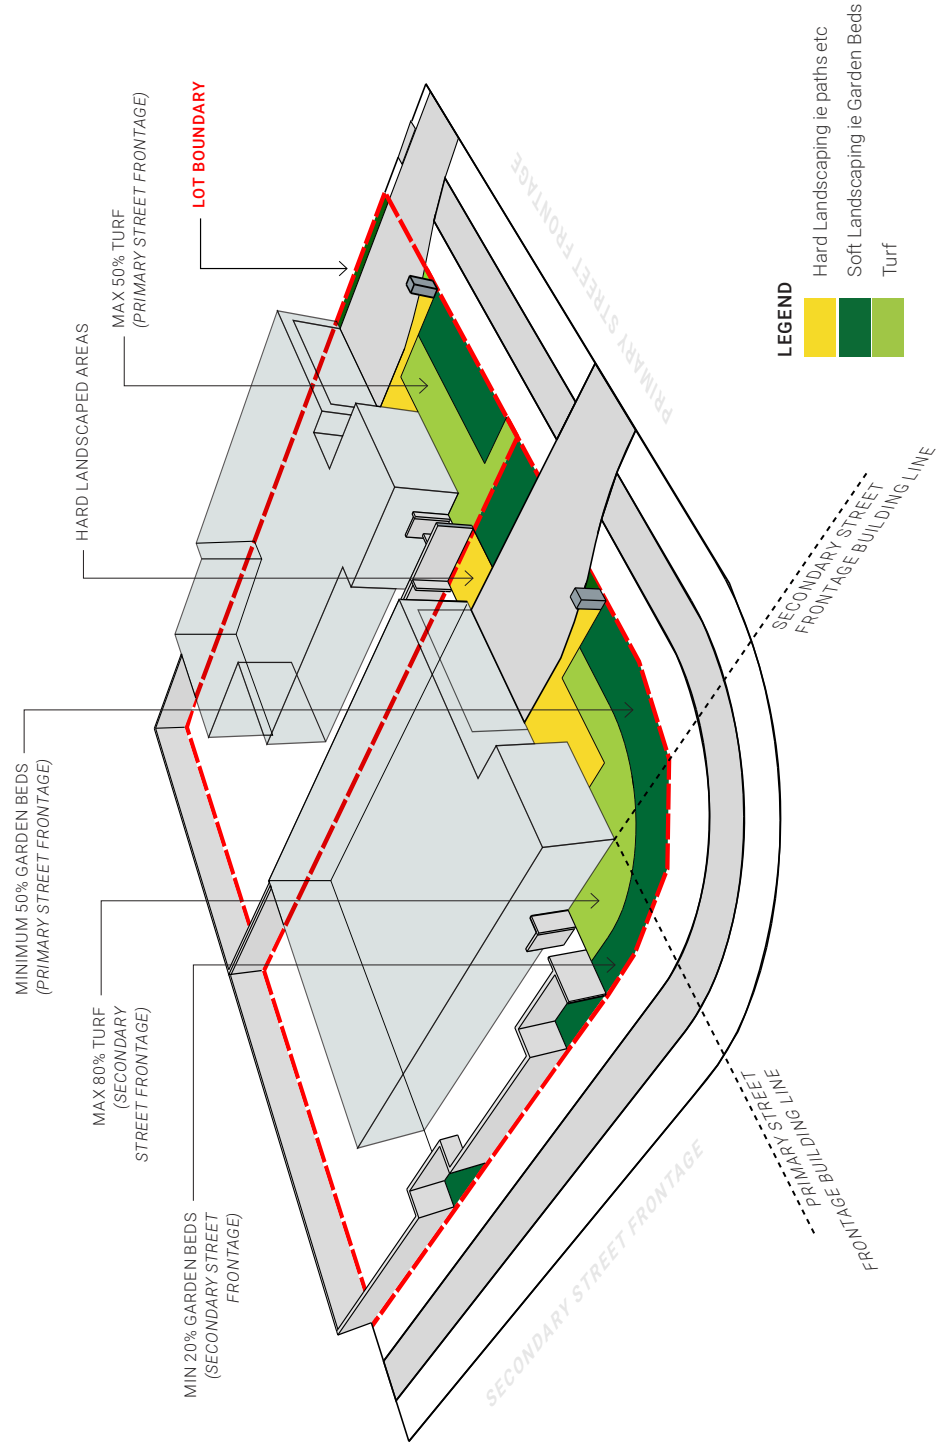 MINIMUM 50% GARDEN BEDS
(PRIMARY STREET FRONTAGE)
HARD LANDSCAPED AREAS
MAX 50% TURF
(PRIMARY STREET FRONTAGE)
LOT BOUNDARY
MAX 80% TURF
(SECONDARY
STREET FRONTAGE)
MIN 20% GARDEN BEDS
(SECONDARY STREET
FRONTAGE)
PRIMARY STREET FRONTAGE
SECONDARY STREET FRONTAGE
SECONDARY STREET
FRONTAGE BUILDING LINE
PRIMARY STREET
FRONTAGE BUILDING LINE
LEGEND
Hard Landscaping ie paths etc
Soft Landscaping ie Garden Beds
Turf